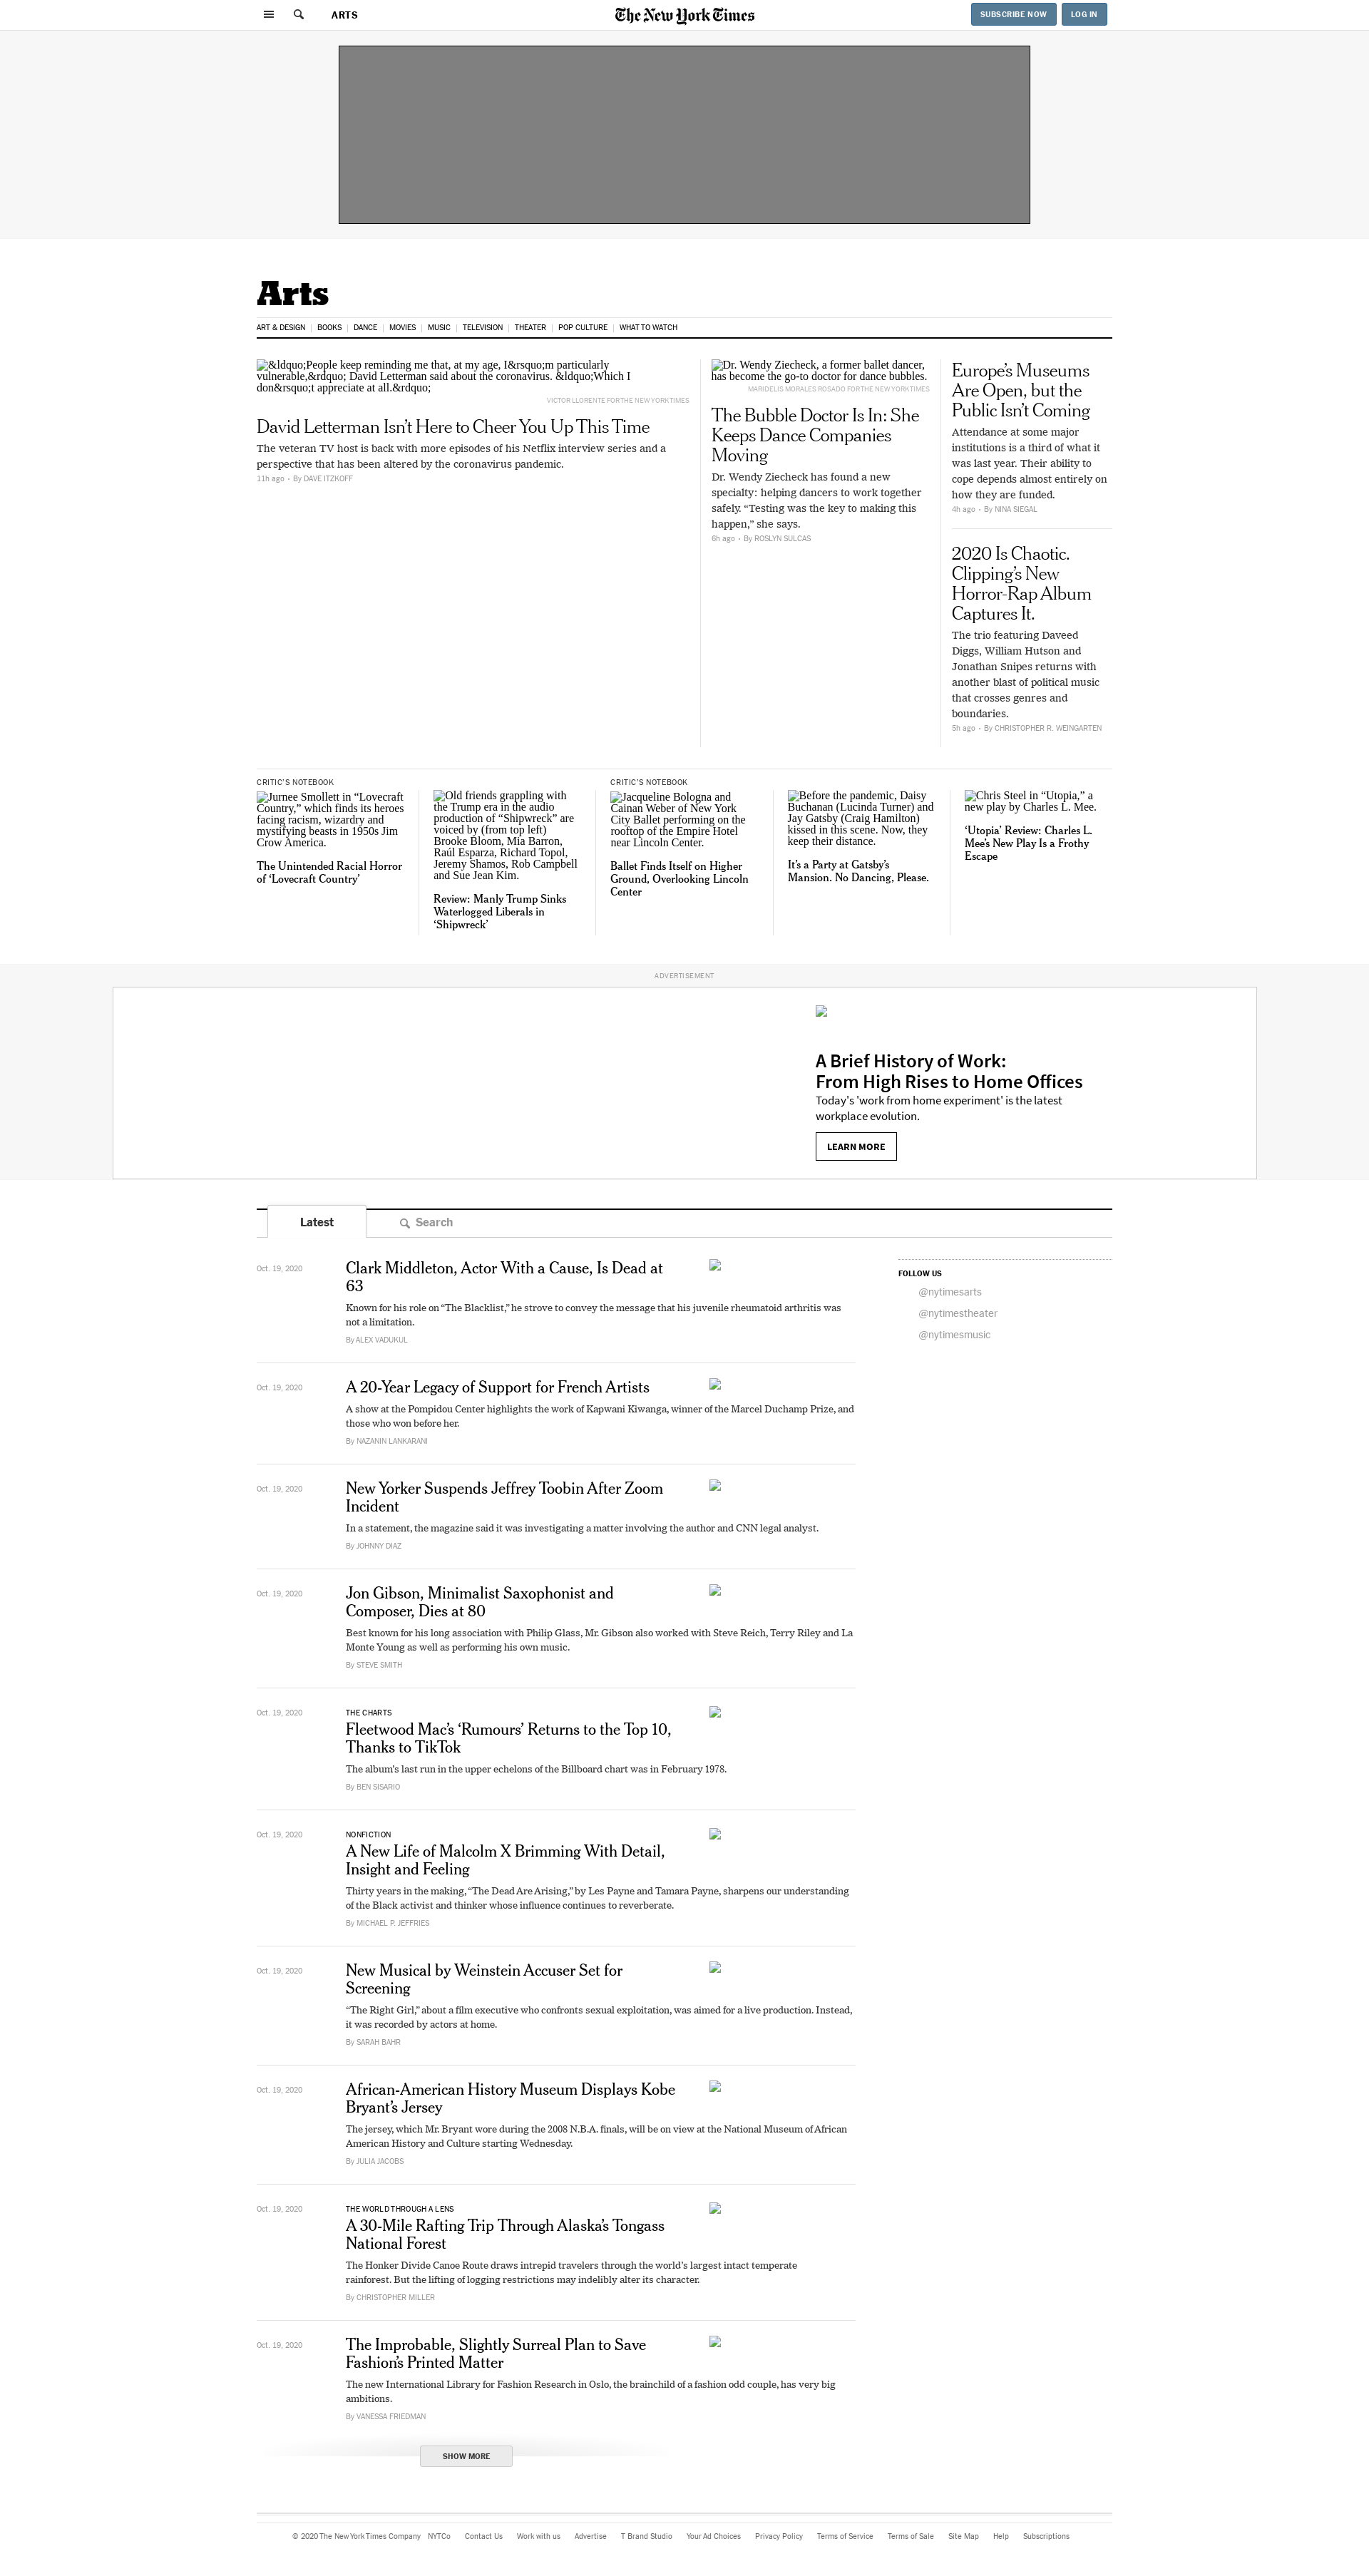 ARTS
The New York Times
SUBSCRIBE NOW
LOG IN
Arts
ART & DESIGN
BOOKS
DANCE
MOVIES
MUSIC
TELEVISION
THEATER
POP CULTURE
WHAT TO WATCH
&ldquo;People keep reminding me that, at my age, I&rsquo;m particularly
vulnerable,&rdquo; David Letterman said about the coronavirus. &ldquo;Which I
don&rsquo;t appreciate at all.&rdquo;
VICTOR LLORENTE FOR THE NEW YORK TIMES
David Letterman Isn’t Here to Cheer You Up This Time
The veteran TV host is back with more episodes of his Netflix interview series and a
perspective that has been altered by the coronavirus pandemic.
11h ago • By DAVE ITZKOFF
Dr. Wendy Ziecheck, a former ballet dancer,
has become the go-to doctor for dance bubbles.
MARIDELIS MORALES ROSADO FOR THE NEW YORK TIMES
The Bubble Doctor Is In: She
Keeps Dance Companies
Moving
Dr. Wendy Ziecheck has found a new
specialty: helping dancers to work together
safely. “Testing was the key to making this
happen,” she says.
6h ago • By ROSLYN SULCAS
Europe’s Museums
Are Open, but the
Public Isn’t Coming
Attendance at some major
institutions is a third of what it
was last year. Their ability to
cope depends almost entirely on
how they are funded.
4h ago • By NINA SIEGAL
2020 Is Chaotic.
Clipping’s New
Horror-Rap Album
Captures It.
The trio featuring Daveed
Diggs, William Hutson and
Jonathan Snipes returns with
another blast of political music
that crosses genres and
boundaries.
5h ago • By CHRISTOPHER R. WEINGARTEN
CRITIC’S NOTEBOOK
Jurnee Smollett in “Lovecraft
Country,” which finds its heroes
facing racism, wizardry and
mystifying beasts in 1950s Jim
Crow America.
The Unintended Racial Horror
of ‘Lovecraft Country’
Old friends grappling with
the Trump era in the audio
production of “Shipwreck” are
voiced by (from top left)
Brooke Bloom, Mia Barron,
Raúl Esparza, Richard Topol,
Jeremy Shamos, Rob Campbell
and Sue Jean Kim.
Review: Manly Trump Sinks
Waterlogged Liberals in
‘Shipwreck’
CRITIC’S NOTEBOOK
Jacqueline Bologna and
Cainan Weber of New York
City Ballet performing on the
rooftop of the Empire Hotel
near Lincoln Center.
Ballet Finds Itself on Higher
Ground, Overlooking Lincoln
Center
Before the pandemic, Daisy
Buchanan (Lucinda Turner) and
Jay Gatsby (Craig Hamilton)
kissed in this scene. Now, they
keep their distance.
It’s a Party at Gatsby’s
Mansion. No Dancing, Please.
Chris Steel in “Utopia,” a
new play by Charles L. Mee.
‘Utopia’ Review: Charles L.
Mee’s New Play Is a Frothy
Escape
ADVERTISEMENT
A Brief History of Work:
From High Rises to Home Offices
Today's 'work from home experiment' is the latest
workplace evolution.
LEARN MORE
Latest
Search
Oct. 19, 2020
Clark Middleton, Actor With a Cause, Is Dead at
63
Known for his role on “The Blacklist,” he strove to convey the message that his juvenile rheumatoid arthritis was
not a limitation.
By ALEX VADUKUL
FOLLOW US
@nytimesarts
@nytimestheater
@nytimesmusic
Oct. 19, 2020
A 20-Year Legacy of Support for French Artists
A show at the Pompidou Center highlights the work of Kapwani Kiwanga, winner of the Marcel Duchamp Prize, and
those who won before her.
By NAZANIN LANKARANI
Oct. 19, 2020
New Yorker Suspends Jeffrey Toobin After Zoom
Incident
In a statement, the magazine said it was investigating a matter involving the author and CNN legal analyst.
By JOHNNY DIAZ
Oct. 19, 2020
Jon Gibson, Minimalist Saxophonist and
Composer, Dies at 80
Best known for his long association with Philip Glass, Mr. Gibson also worked with Steve Reich, Terry Riley and La
Monte Young as well as performing his own music.
By STEVE SMITH
Oct. 19, 2020
THE CHARTS
Fleetwood Mac’s ‘Rumours’ Returns to the Top 10,
Thanks to TikTok
The album’s last run in the upper echelons of the Billboard chart was in February 1978.
By BEN SISARIO
Oct. 19, 2020
NONFICTION
A New Life of Malcolm X Brimming With Detail,
Insight and Feeling
Thirty years in the making, “The Dead Are Arising,” by Les Payne and Tamara Payne, sharpens our understanding
of the Black activist and thinker whose influence continues to reverberate.
By MICHAEL P. JEFFRIES
Oct. 19, 2020
New Musical by Weinstein Accuser Set for
Screening
“The Right Girl,” about a film executive who confronts sexual exploitation, was aimed for a live production. Instead,
it was recorded by actors at home.
By SARAH BAHR
Oct. 19, 2020
African-American History Museum Displays Kobe
Bryant’s Jersey
The jersey, which Mr. Bryant wore during the 2008 N.B.A. finals, will be on view at the National Museum of African
American History and Culture starting Wednesday.
By JULIA JACOBS
Oct. 19, 2020
THE WORLD THROUGH A LENS
A 30-Mile Rafting Trip Through Alaska’s Tongass
National Forest
The Honker Divide Canoe Route draws intrepid travelers through the world’s largest intact temperate
rainforest. But the lifting of logging restrictions may indelibly alter its character.
By CHRISTOPHER MILLER
Oct. 19, 2020
The Improbable, Slightly Surreal Plan to Save
Fashion’s Printed Matter
The new International Library for Fashion Research in Oslo, the brainchild of a fashion odd couple, has very big
ambitions.
By VANESSA FRIEDMAN
SHOW MORE
© 2020 The New York Times Company NYTCo Contact Us Work with us Advertise T Brand Studio Your Ad Choices Privacy Policy Terms of Service Terms of Sale Site Map Help Subscriptions